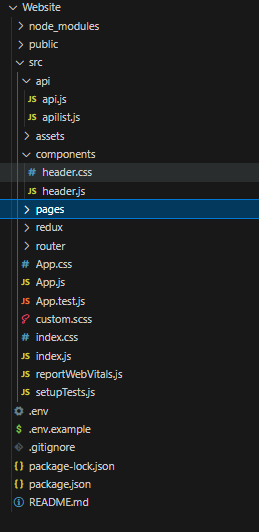 Website
node_modules
public
src
api
JS api.js
JS apilist.js
assets
components
# header.css
JS header.js
pages
redux
router
# App.css
JS App.js
JS App.test.js
custom.scss
# index.css
JS index.js
JS reportWebVitals.js
JS setupTests.js
.env
$ .env.example
.gitignore
{} package-lock.json
{} package.json
README.md